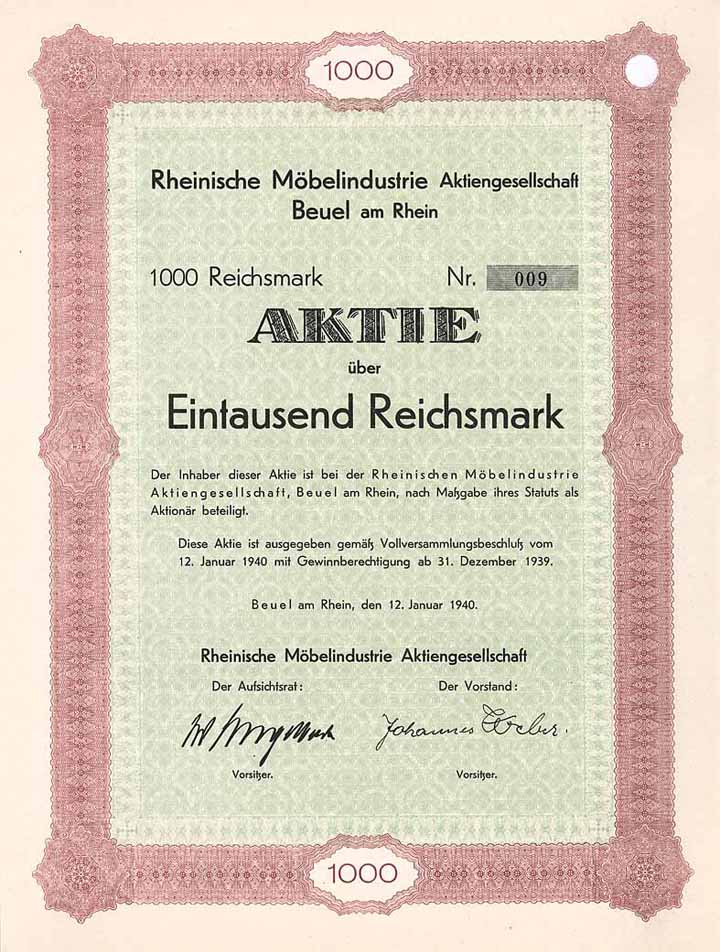 1000
Rheinische Möbelindustrie Aktiengesellschaft
Beuel am Rhein
1000 Reichsmark Nr. 009
AKTIE
über
Eintausend Reichsmark
Der Inhaber dieser Aktie ist bei der Rheinischen Möbelindustrie
Aktiengesellschaft, Beuel am Rhein, nach Maßgabe ihres Statuts als
Aktionär beteiligt.
Diese Aktie ist ausgegeben gemäß Vollversammlungsbeschluß vom
12. Januar 1940 mit Gewinnberechtigung ab 31. Dezember 1939.
Beuel am Rhein, den 12. Januar 1940.
Rheinische Möbelindustrie Aktiengesellschaft
Der Aufsichtsrat: Der Vorstand:
Johannes Weber.
Vorsitzer. Vorsitzer.
1000